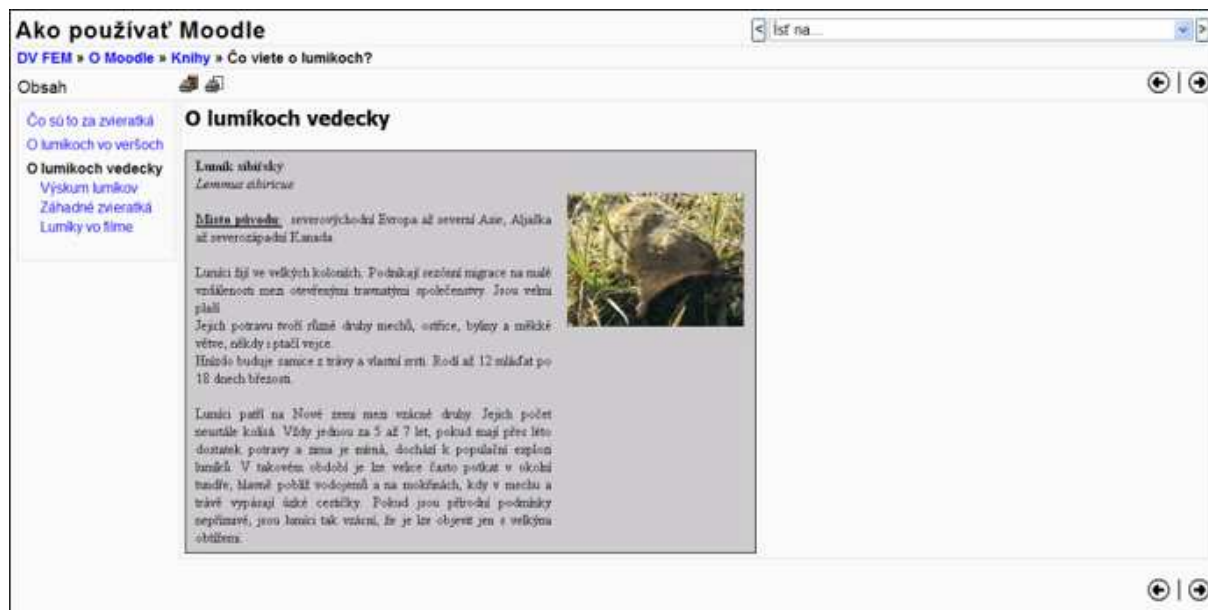 Ako používať Moodle
< Ísť na... >
DV FEM » O Moodle » Knihy » Čo viete o lumíkoch?
Obsah
Čo sú to za zvieratká
O lumíkoch vo veršoch
O lumíkoch vedecky
Výskum lumíkov
Záhadné zvieratká
Lumíky vo filme
O lumíkoch vedecky
Lumík sibiřský
Lemmus sibiricus
Místo původu: severovýchodní Evropa až severní Asie, Aljaška
až severozápadní Kanada
Lumíci žijí ve velkých koloniích. Podnikají sezónní migrace na malé
vzdálenosti mezi otevřenými travnatými společenstvy. Jsou velmi
plaší
Jejich potravu tvoří různé druhy mechů, ostřice, byliny a měkké
větve, někdy i ptačí vejce.
Hnízdo buduje samice z trávy a vlastní srsti. Rodí až 12 mláďat po
18 dnech březosti.
Lumíci patří na Nové zemi mezi vzácné druhy. Jejich počet
neustále kolísá. Vždy jednou za 5 až 7 let, pokud mají přes léto
dostatek potravy a zima je mírná, dochází k populační explozi
lumíků. V takovém období je lze velice často potkat v okolní
tundře, hlavně poblíž vodojemů a na mokřinách, kdy v mechu a
trávě vypásají úzké cestičky. Pokud jsou přírodní podmínky
nepříznivé, jsou lumíci tak vzácní, že je lze objevit jen s velkými
obtížemi.